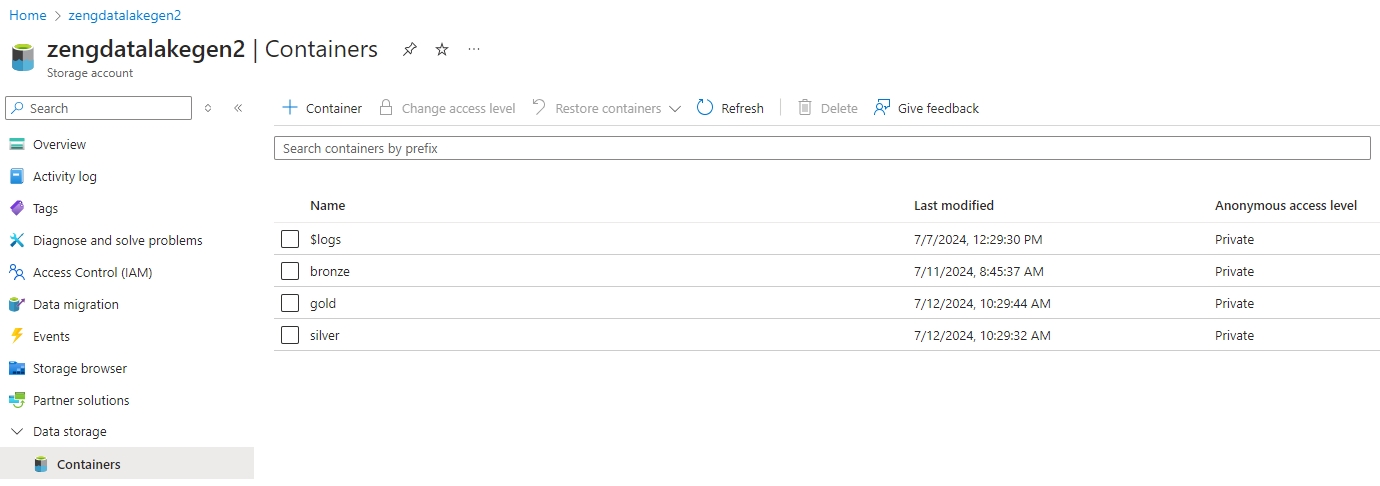 Home > zengdatalakegen2
zengdatalakegen2 | Containers ...
Storage account
Search
Container Change access level Restore containers Refresh Delete Give feedback
Search containers by prefix
Overview
Activity log
Tags
Diagnose and solve problems
Access Control (IAM)
Data migration
Events
Storage browser
Partner solutions
Data storage
Containers
Name Last modified Anonymous access level
$logs 7/7/2024, 12:29:30 PM Private
bronze 7/11/2024, 8:45:37 AM Private
gold 7/12/2024, 10:29:44 AM Private
silver 7/12/2024, 10:29:32 AM Private